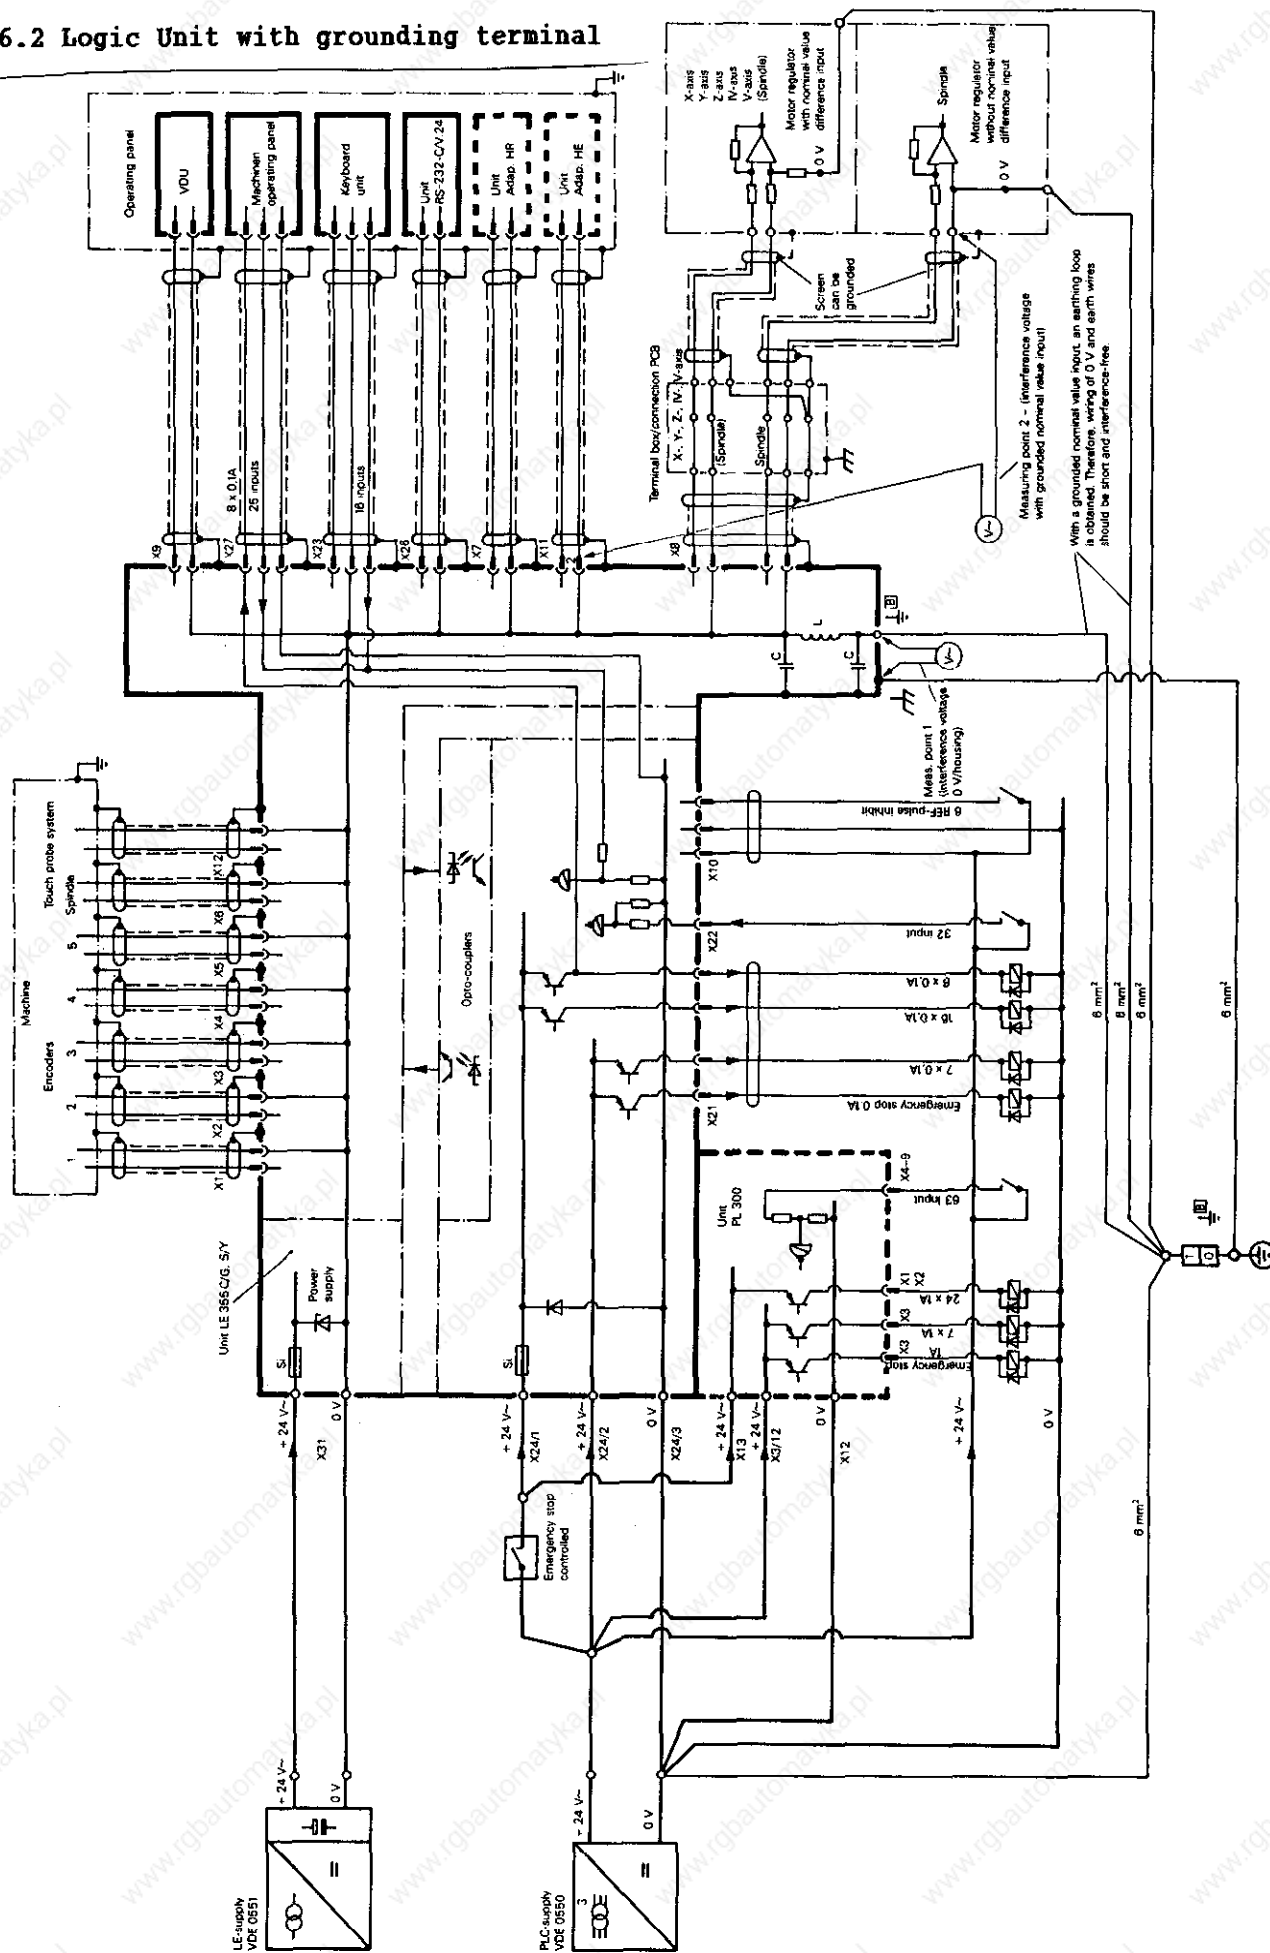 6.2 Logic Unit with grounding terminal
Operating panel
VDU
Machinen
operating panel
Keyboard
unit
Unit
RS-232-C/V.24
Unit
Adap. HR
Unit
Adap. HE
X-axis
Y-axis
Z-axis
IV-axis
V-axis
(Spindle)
Motor regulator
with nominal value
difference input
0 V
Spindle
Motor regulator
without nominal value
difference input
0 V
Screen
can be
grounded
Terminal box/connection PCB
X-, Y-, Z-, IV-, V-axis
(Spindle)
Spindle
8 x 0,1A
25 inputs
16 inputs
X9
X27
X23
X26
X7
X11
2
X8
Measuring point 2 – (interference voltage
with grounded nominal value input)
V~
With a grounded nominal value input, an earthing loop
is obtained. Therefore, wiring of 0 V and earth wires
should be short and interference-free.
L
C
C
B
V~
Meas. point 1
(interference voltage
0 V/housing)
Machine
Encoders
1
2
3
4
5
Spindle
Touch probe system
X1
X2
X3
X4
X5
X6
X12
Opto-couplers
X10
6 REF-pulse inhibit
X22
32 input
8 x 0,1A
16 x 0,1A
7 x 0,1A
Emergency stop 0,1A
X21
6 mm²
6 mm²
6 mm²
6 mm²
Unit LE 355 C/G. S/Y
Power
supply
Si
Si
Unit
PL 300
X4–9
63 input
X1
X2
24 x 1A
X3
7 x 1A
X3
1A
Emergency stop
1
0
B
+ 24 V~
X31
0 V
+ 24 V~
X24/1
+ 24 V~
X24/2
0 V
X24/3
+ 24 V~
X13
+ 24 V~
X3/12
0 V
X12
+ 24 V~
0 V
Emergency stop
controlled
6 mm²
+ 24 V~
0 V
LE-supply
VDE 0551
- 24 V~
0 V
3
PLC-supply
VDE 0550
www.rgbautomatyka.pl